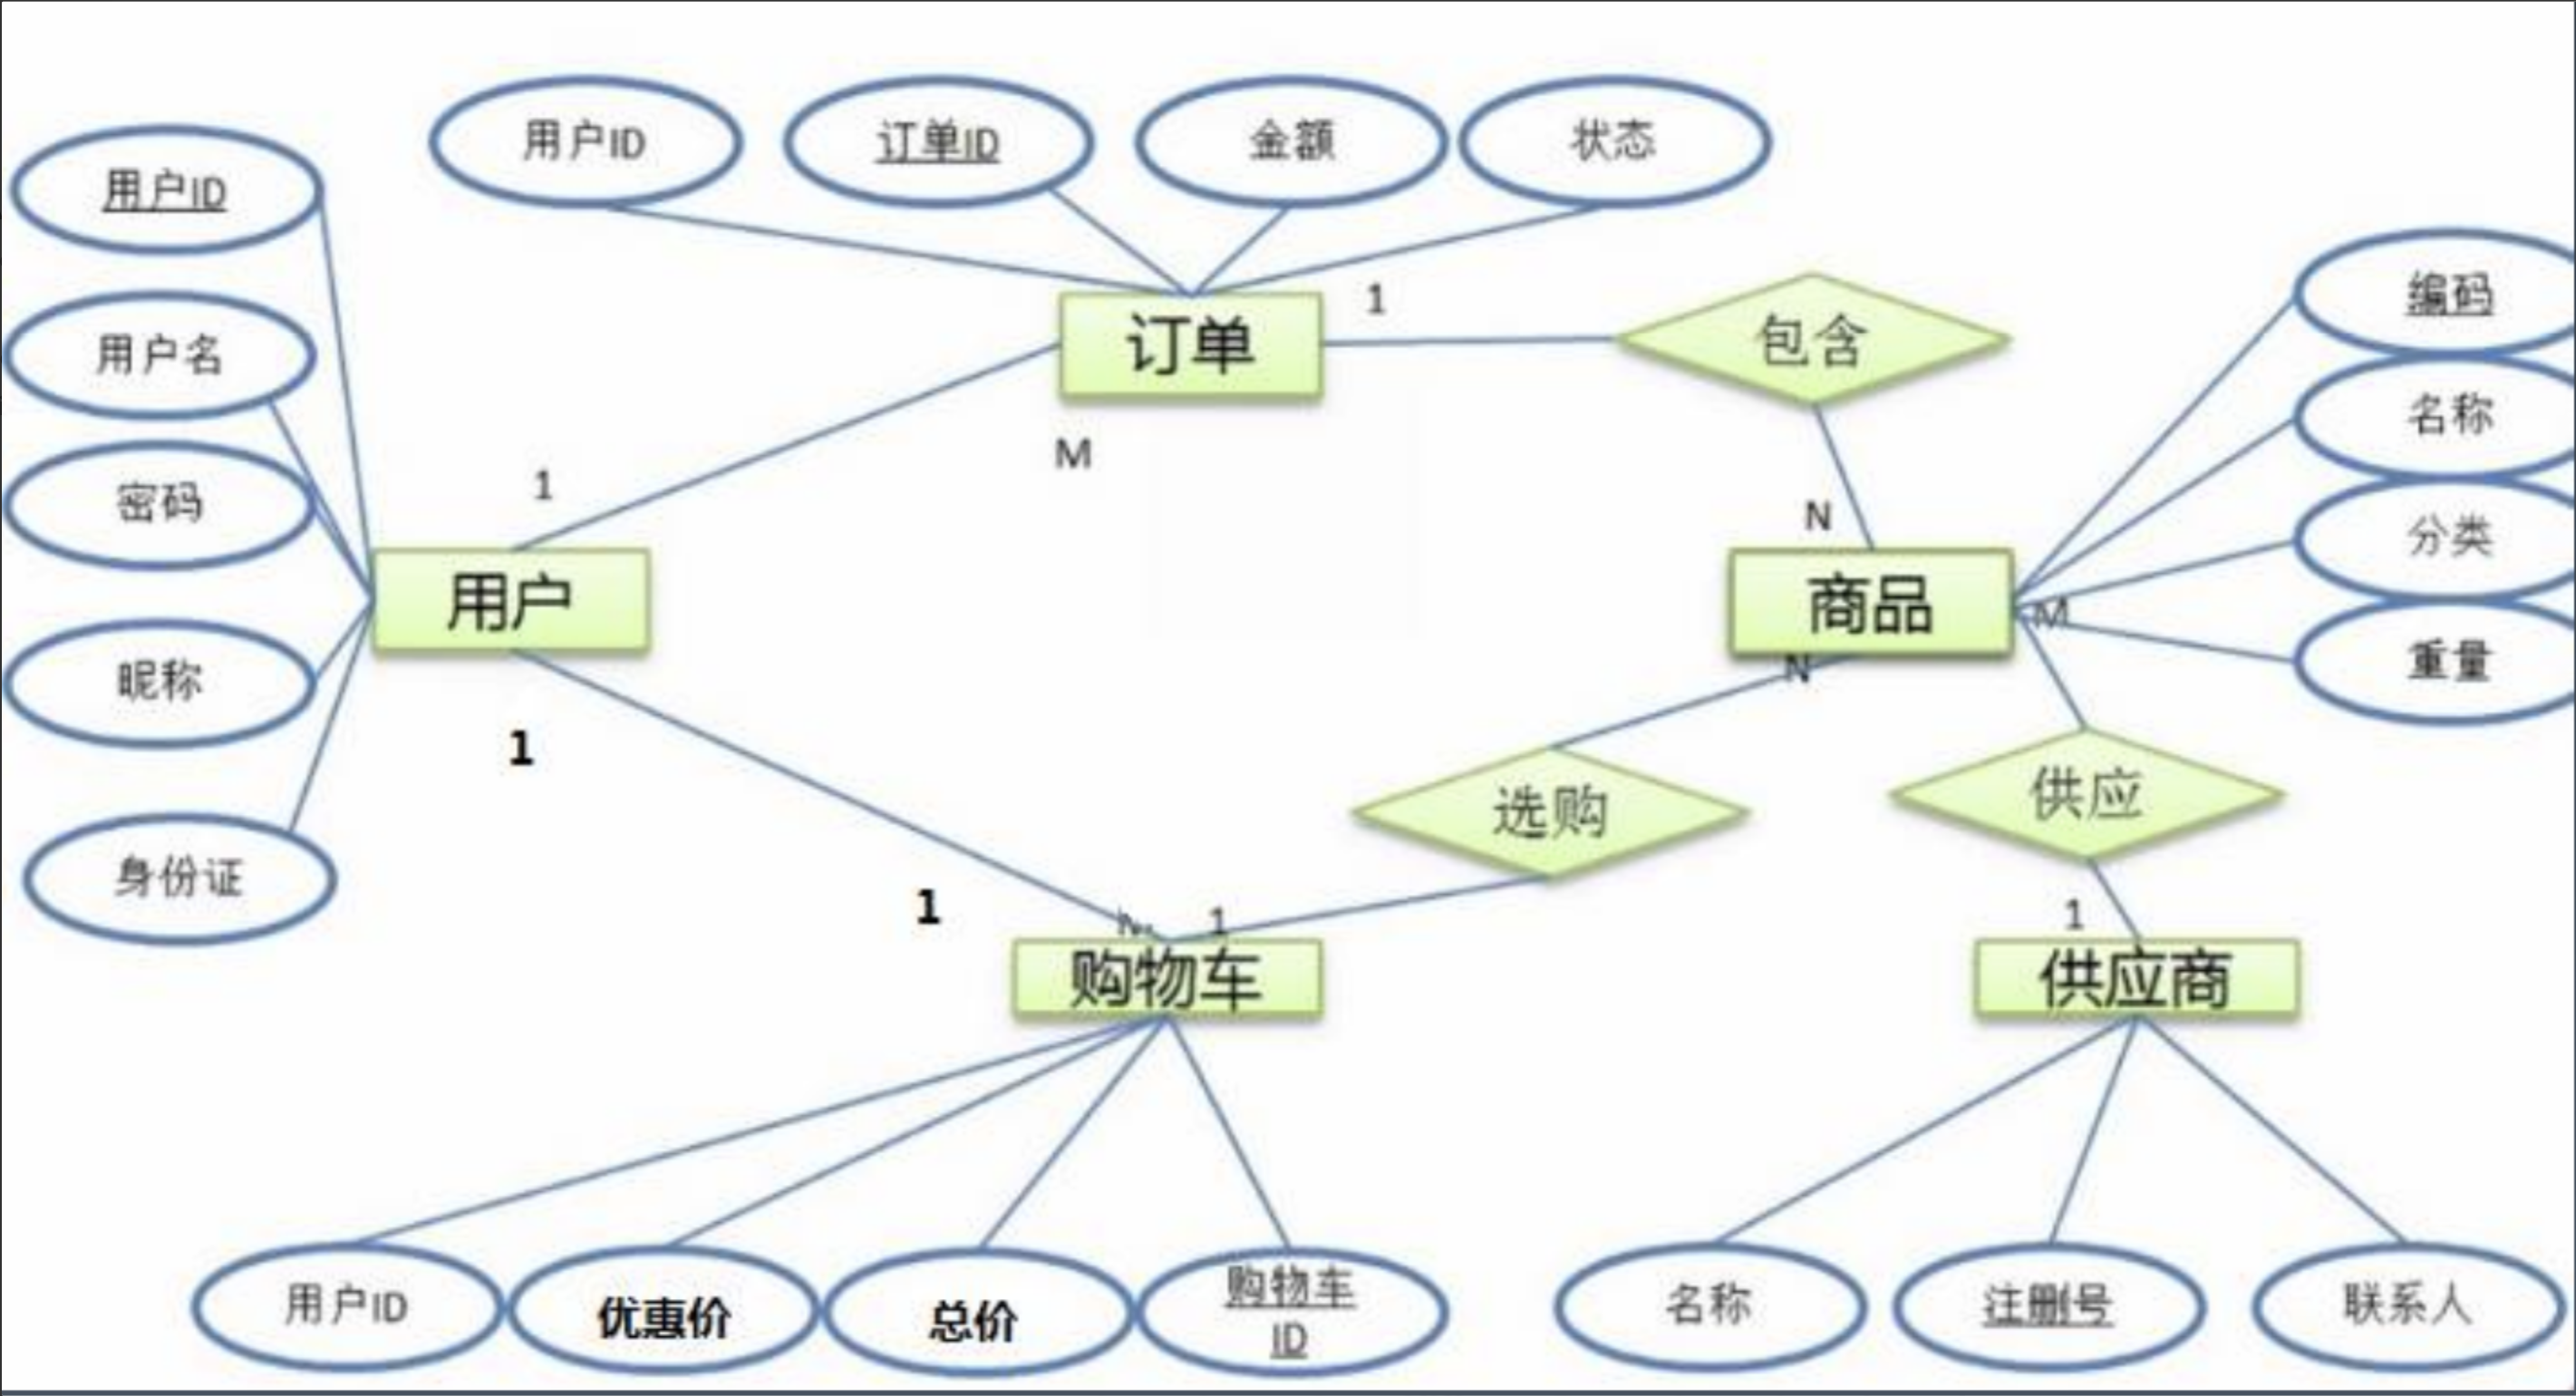 用户ID
订单ID
金额
状态
用户ID
编码
1
订单
包含
用户名
名称
M
1
密码
N
分类
用户
商品
M
重量
N
昵称
1
选购
供应
身份证
1
1
1
购物车
供应商
用户ID
优惠价
总价
购物车
ID
名称
注删号
联系人